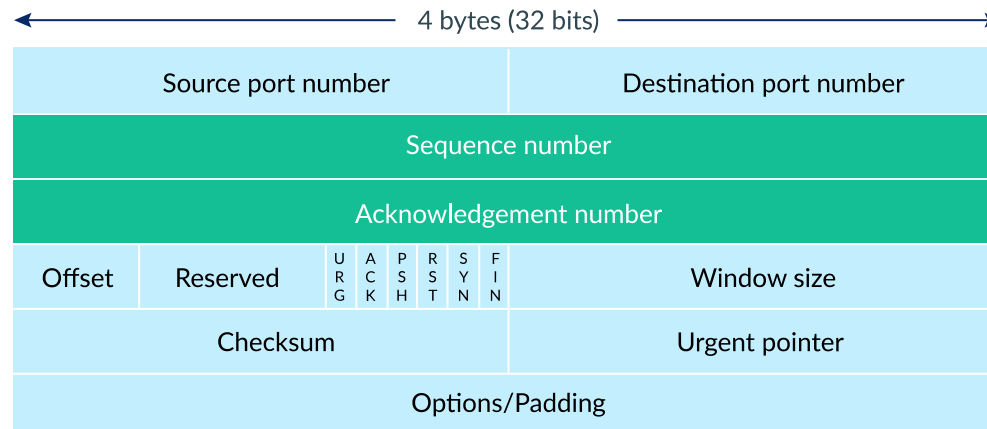 4 bytes (32 bits)
Source port number
Destination port number
Sequence number
Acknowledgement number
Offset
Reserved
URG
ACK
PSH
RST
SYN
FIN
Window size
Checksum
Urgent pointer
Options/Padding